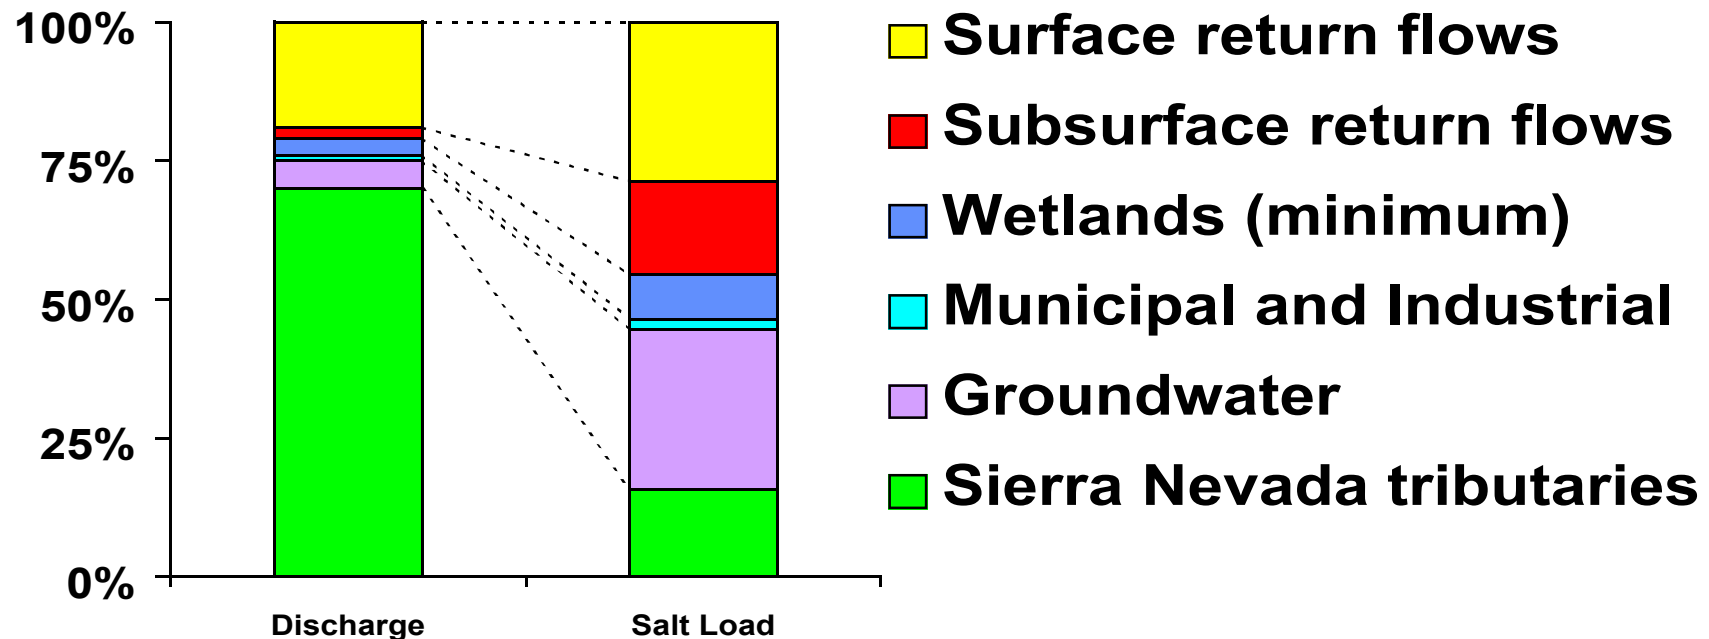 100%
75%
50%
25%
0%
Discharge
Salt Load
Surface return flows
Subsurface return flows
Wetlands (minimum)
Municipal and Industrial
Groundwater
Sierra Nevada tributaries